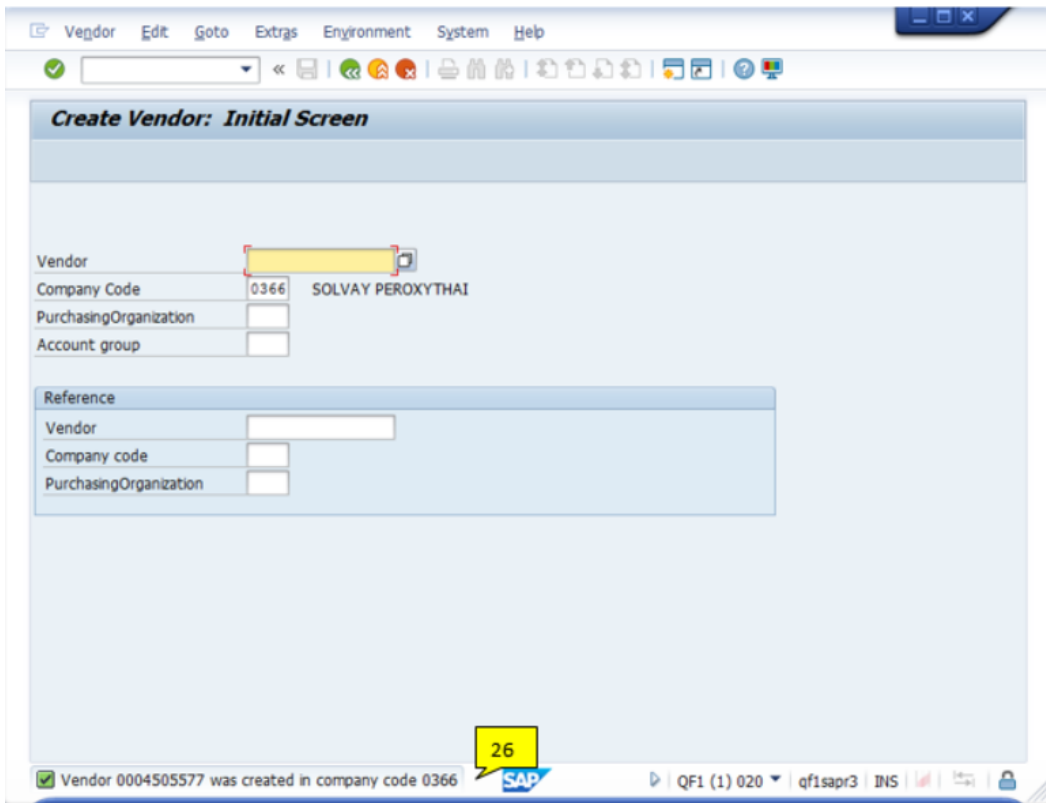 Vendor Edit Goto Extras Environment System Help
Create Vendor: Initial Screen
Vendor
Company Code 0366 SOLVAY PEROXYTHAI
PurchasingOrganization
Account group
Reference
Vendor
Company code
PurchasingOrganization
26
Vendor 0004505577 was created in company code 0366 SAP QF1 (1) 020 qf1sapr3 INS